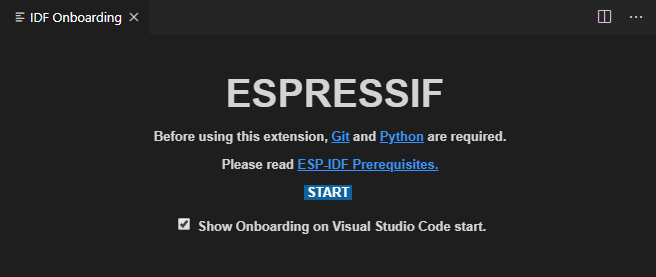 IDF Onboarding
ESPRESSIF
Before using this extension, Git and Python are required.
Please read ESP-IDF Prerequisites.
START
Show Onboarding on Visual Studio Code start.